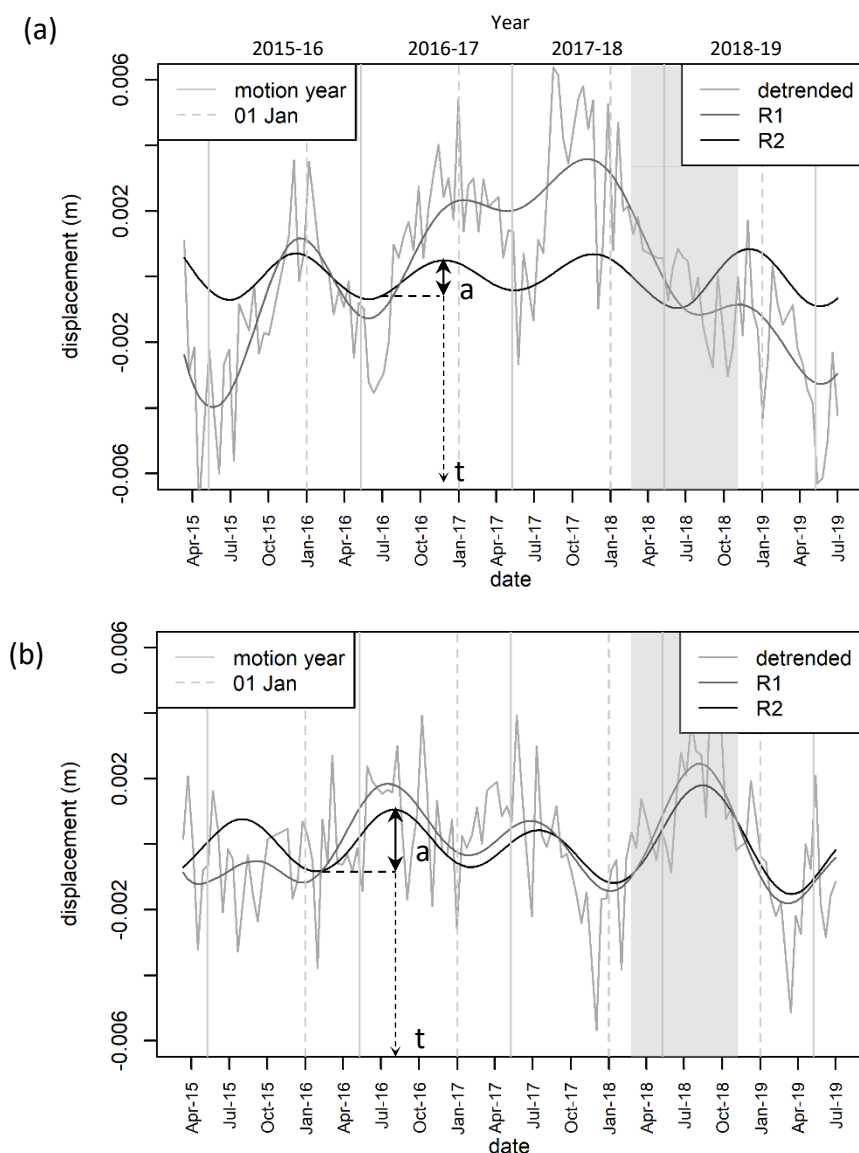 (a)
Year
2015-16 2016-17 2017-18 2018-19
motion year
01 Jan
detrended
R1
R2
0.006
0.002
-0.002
-0.006
displacement (m)
a
t
Apr-15 Jul-15 Oct-15 Jan-16 Apr-16 Jul-16 Oct-16 Jan-17 Apr-17 Jul-17 Oct-17 Jan-18 Apr-18 Jul-18 Oct-18 Jan-19 Apr-19 Jul-19
date
(b)
motion year
01 Jan
detrended
R1
R2
0.006
0.002
-0.002
-0.006
displacement (m)
a
t
Apr-15 Jul-15 Oct-15 Jan-16 Apr-16 Jul-16 Oct-16 Jan-17 Apr-17 Jul-17 Oct-17 Jan-18 Apr-18 Jul-18 Oct-18 Jan-19 Apr-19 Jul-19
date